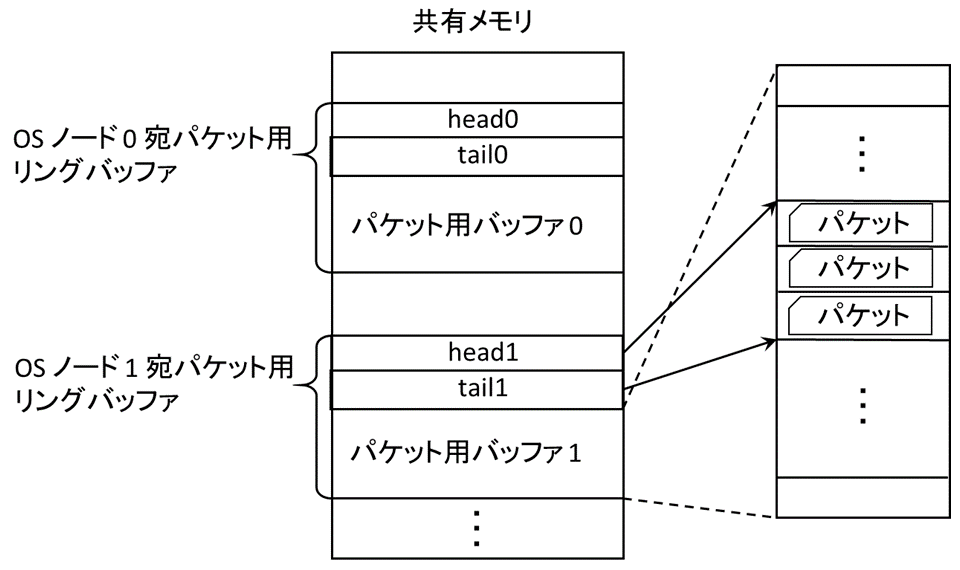 共有メモリ
OS ノード 0 宛パケット用
リングバッファ
head0
tail0
パケット用バッファ 0
OS ノード 1 宛パケット用
リングバッファ
head1
tail1
パケット用バッファ 1
⋮
⋮
パケット
パケット
パケット
⋮